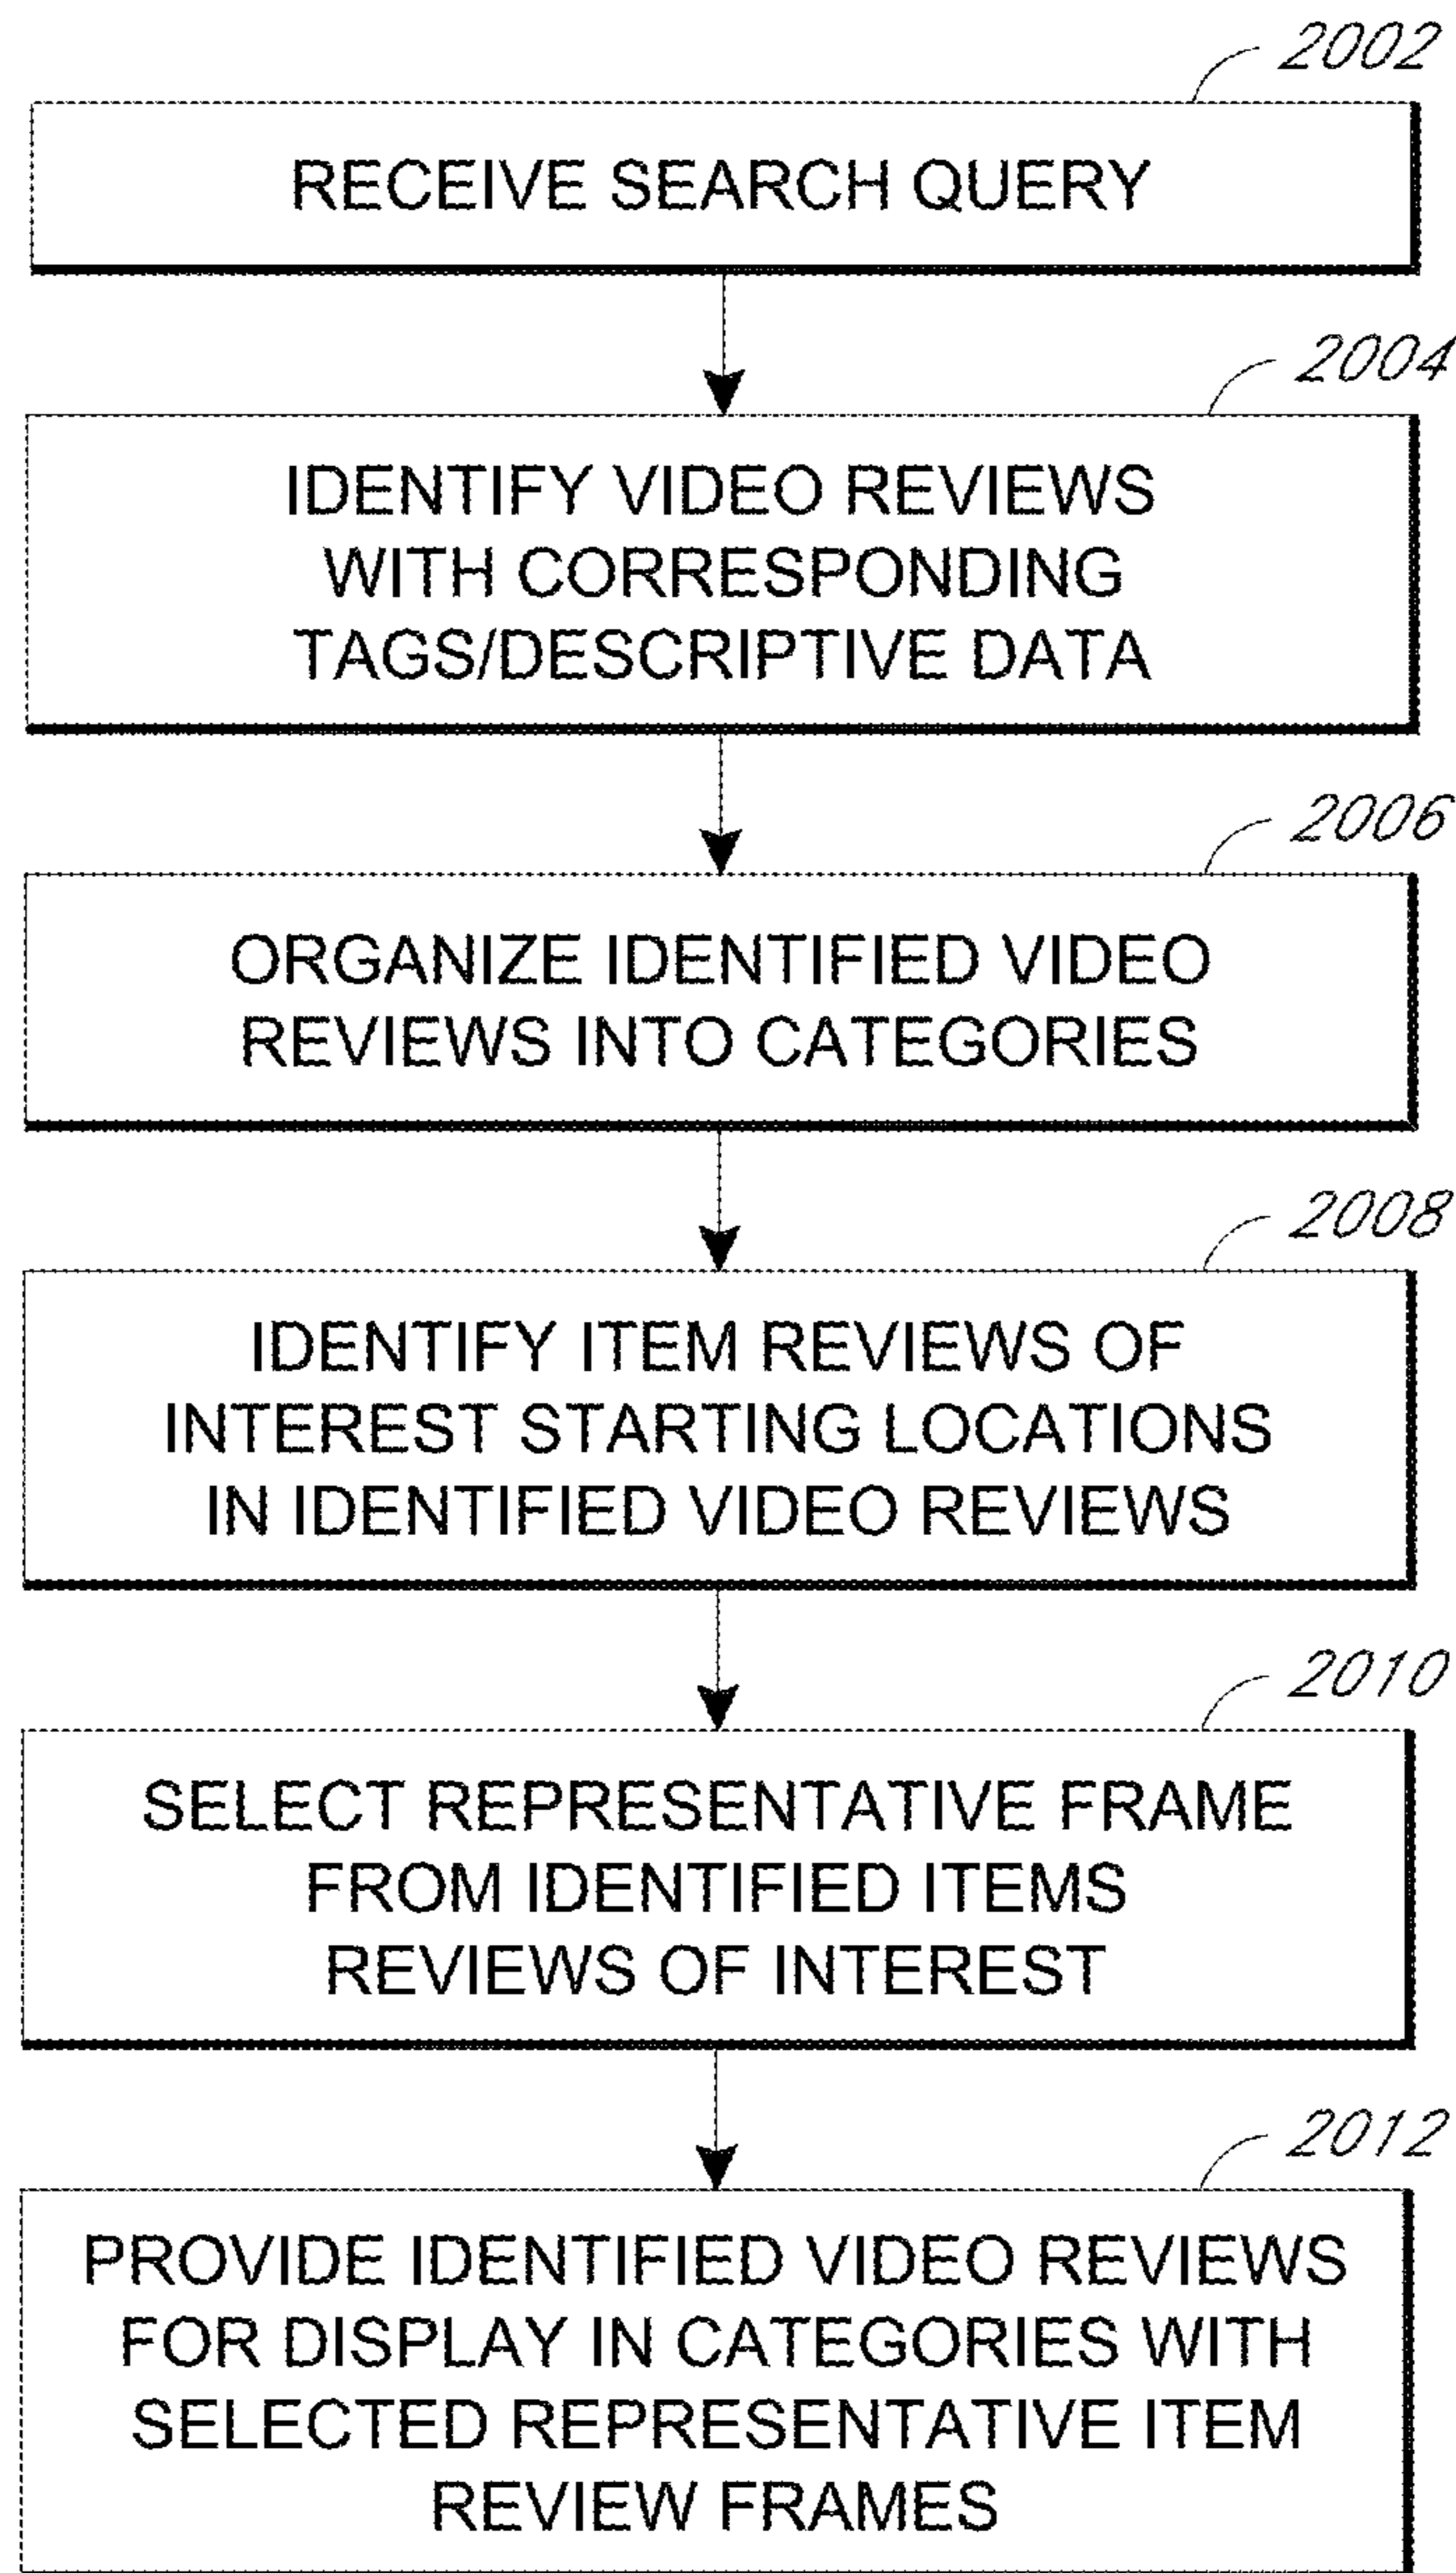 2002
RECEIVE SEARCH QUERY
2004
IDENTIFY VIDEO REVIEWS
WITH CORRESPONDING
TAGS/DESCRIPTIVE DATA
2006
ORGANIZE IDENTIFIED VIDEO
REVIEWS INTO CATEGORIES
2008
IDENTIFY ITEM REVIEWS OF
INTEREST STARTING LOCATIONS
IN IDENTIFIED VIDEO REVIEWS
2010
SELECT REPRESENTATIVE FRAME
FROM IDENTIFIED ITEMS
REVIEWS OF INTEREST
2012
PROVIDE IDENTIFIED VIDEO REVIEWS
FOR DISPLAY IN CATEGORIES WITH
SELECTED REPRESENTATIVE ITEM
REVIEW FRAMES